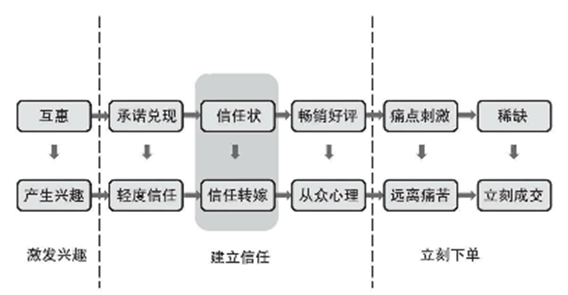 互惠
承诺兑现
信任状
畅销好评
痛点刺激
稀缺
产生兴趣
轻度信任
信任转嫁
从众心理
远离痛苦
立刻成交
激发兴趣
建立信任
立刻下单